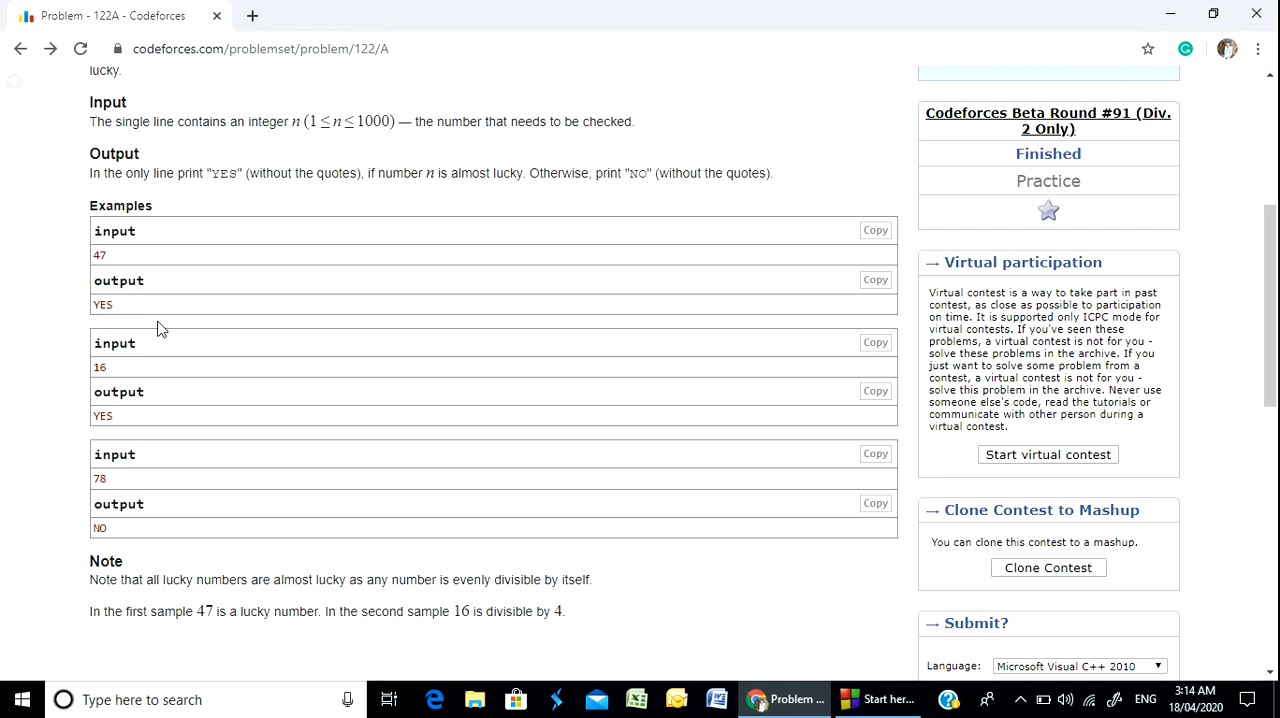 Problem - 122A - Codeforces
codeforces.com/problemset/problem/122/A
lucky.
Input
The single line contains an integer n (1 ≤ n ≤ 1000) — the number that needs to be checked.
Output
In the only line print "YES" (without the quotes), if number n is almost lucky. Otherwise, print "NO" (without the quotes).
Examples
input
Copy
47
output
Copy
YES
input
Copy
16
output
Copy
YES
input
Copy
78
output
Copy
NO
Note
Note that all lucky numbers are almost lucky as any number is evenly divisible by itself.
In the first sample 47 is a lucky number. In the second sample 16 is divisible by 4.
Codeforces Beta Round #91 (Div.
2 Only)
Finished
Practice
→ Virtual participation
Virtual contest is a way to take part in past
contest, as close as possible to participation
on time. It is supported only ICPC mode for
virtual contests. If you've seen these
problems, a virtual contest is not for you -
solve these problems in the archive. If you
just want to solve some problem from a
contest, a virtual contest is not for you -
solve this problem in the archive. Never use
someone else's code, read the tutorials or
communicate with other person during a
virtual contest.
Start virtual contest
→ Clone Contest to Mashup
You can clone this contest to a mashup.
Clone Contest
→ Submit?
Language:
Microsoft Visual C++ 2010
Type here to search
Problem ...
Start her...
ENG
3:14 AM
18/04/2020